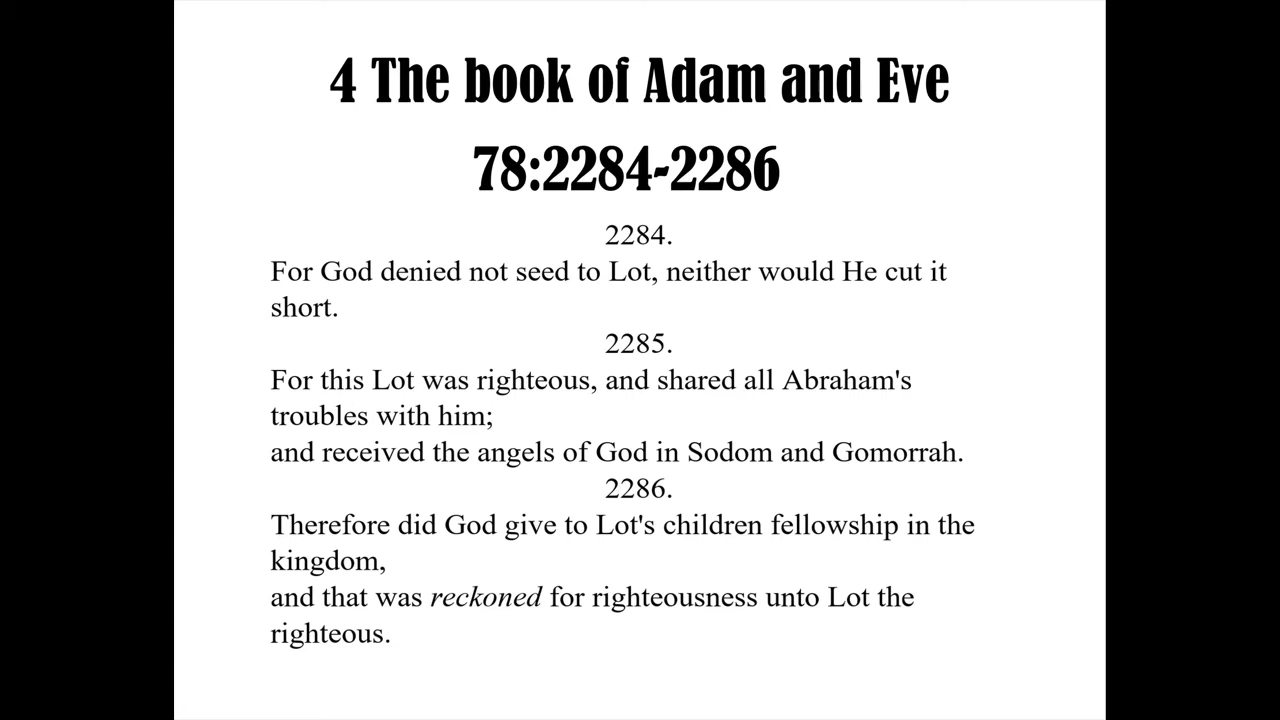 4 The book of Adam and Eve
78:2284-2286
2284.
For God denied not seed to Lot, neither would He cut it
short.
2285.
For this Lot was righteous, and shared all Abraham's
troubles with him;
and received the angels of God in Sodom and Gomorrah.
2286.
Therefore did God give to Lot's children fellowship in the
kingdom,
and that was reckoned for righteousness unto Lot the
righteous.